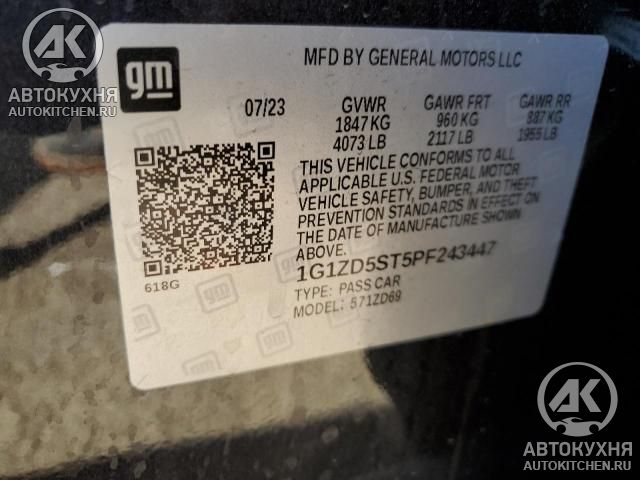 AK
АВТОКУХНЯ
AUTOKITCHEN.RU
gm
MFD BY GENERAL MOTORS LLC
07/23 GVWR GAWR FRT GAWR RR
1847 KG 960 KG 887 KG
4073 LB 2117 LB 1955 LB
THIS VEHICLE CONFORMS TO ALL
APPLICABLE U.S. FEDERAL MOTOR
VEHICLE SAFETY, BUMPER, AND THEFT
PREVENTION STANDARDS IN EFFECT ON
THE DATE OF MANUFACTURE SHOWN
ABOVE.
1G1ZD5ST5PF243447
TYPE: PASS CAR
MODEL: 571ZD69
618G
AK
АВТОКУХНЯ
AUTOKITCHEN.RU